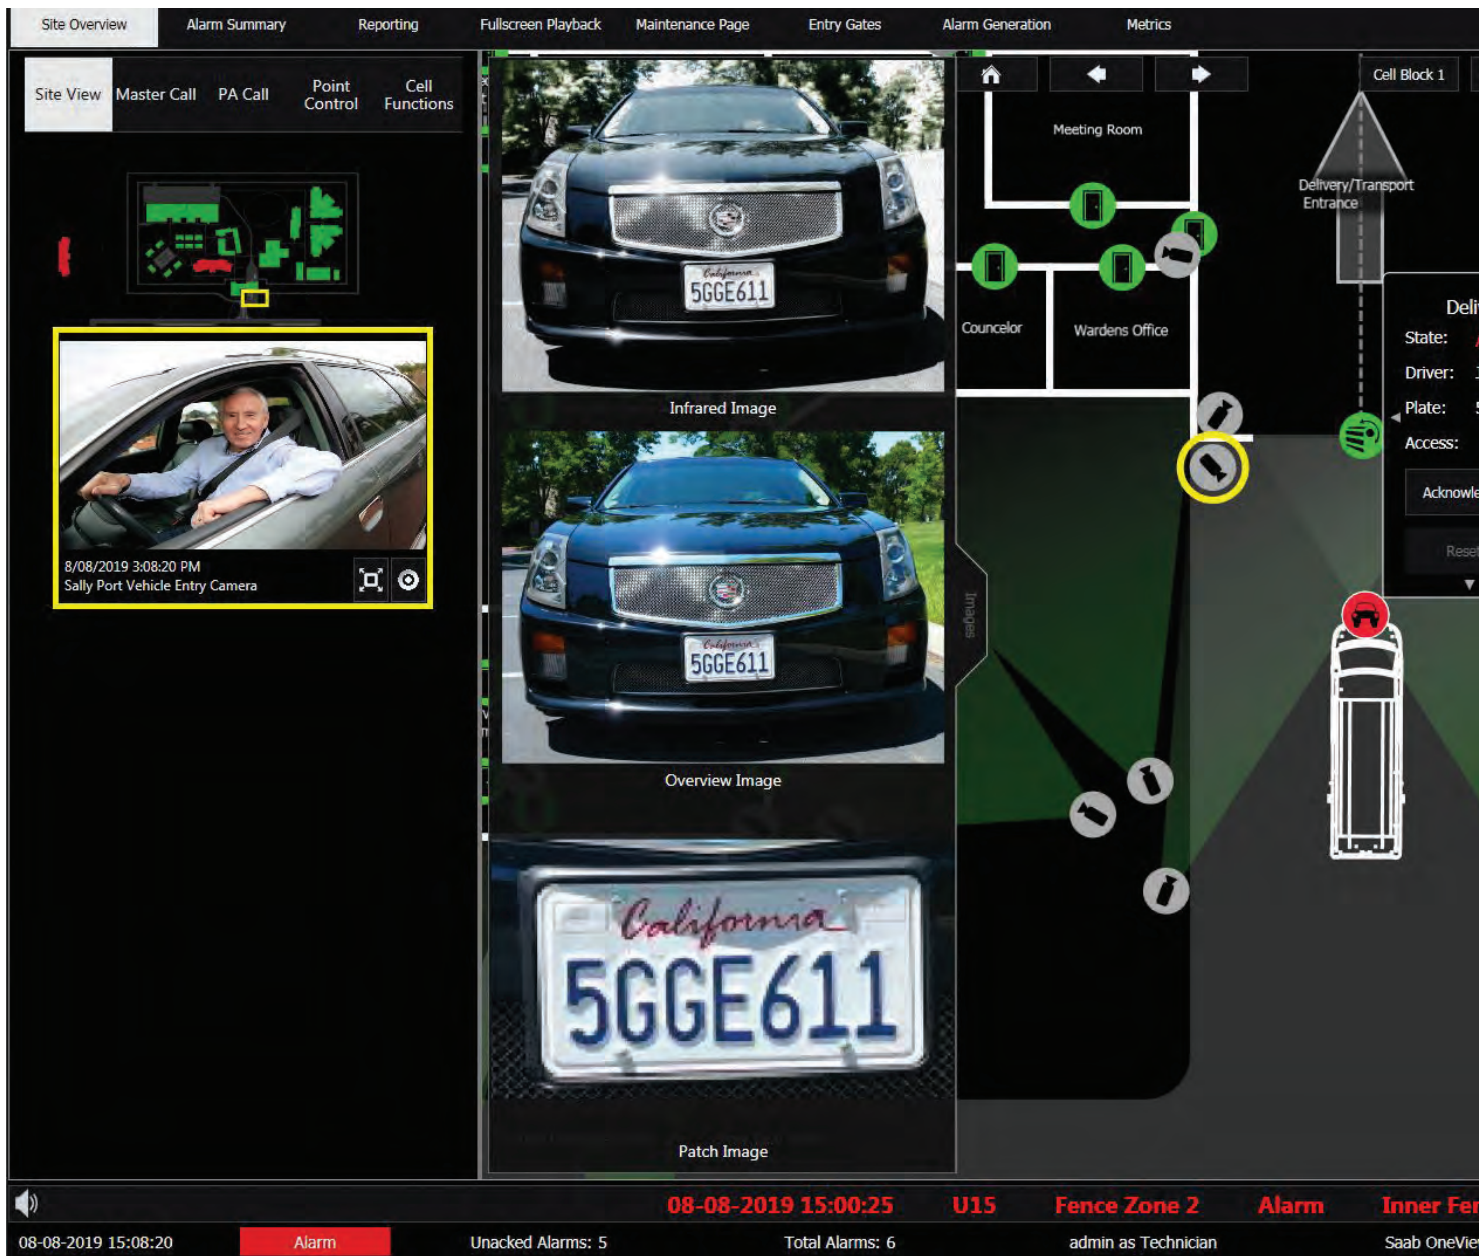 Site Overview Alarm Summary Reporting Fullscreen Playback Maintenance Page Entry Gates Alarm Generation Metrics
Site View Master Call PA Call Point Control Cell Functions
8/08/2019 3:08:20 PM
Sally Port Vehicle Entry Camera
California
5GGE611
Infrared Image
California
5GGE611
Overview Image
California
5GGE611
Patch Image
Images
Cell Block 1
Meeting Room
Delivery/Transport
Entrance
Councelor
Wardens Office
State:
Driver:
Plate: 5
Access:
08-08-2019 15:00:25 U15 Fence Zone 2 Alarm Inner
08-08-2019 15:08:20 Alarm Unacked Alarms: 5 Total Alarms: 6 admin as Technician Saab